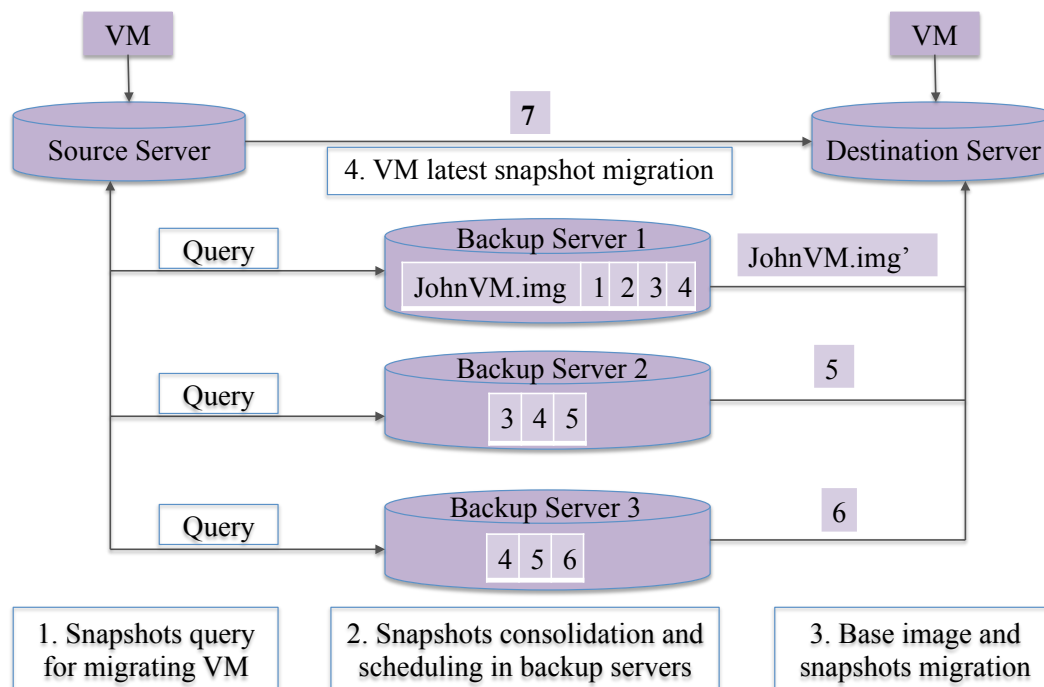 VM
VM
7
Source Server
Destination Server
4. VM latest snapshot migration
Query
Backup Server 1
JohnVM.img’
JohnVM.img 1 2 3 4
Query
Backup Server 2
5
3 4 5
Query
Backup Server 3
6
4 5 6
1. Snapshots query
for migrating VM
2. Snapshots consolidation and
scheduling in backup servers
3. Base image and
snapshots migration